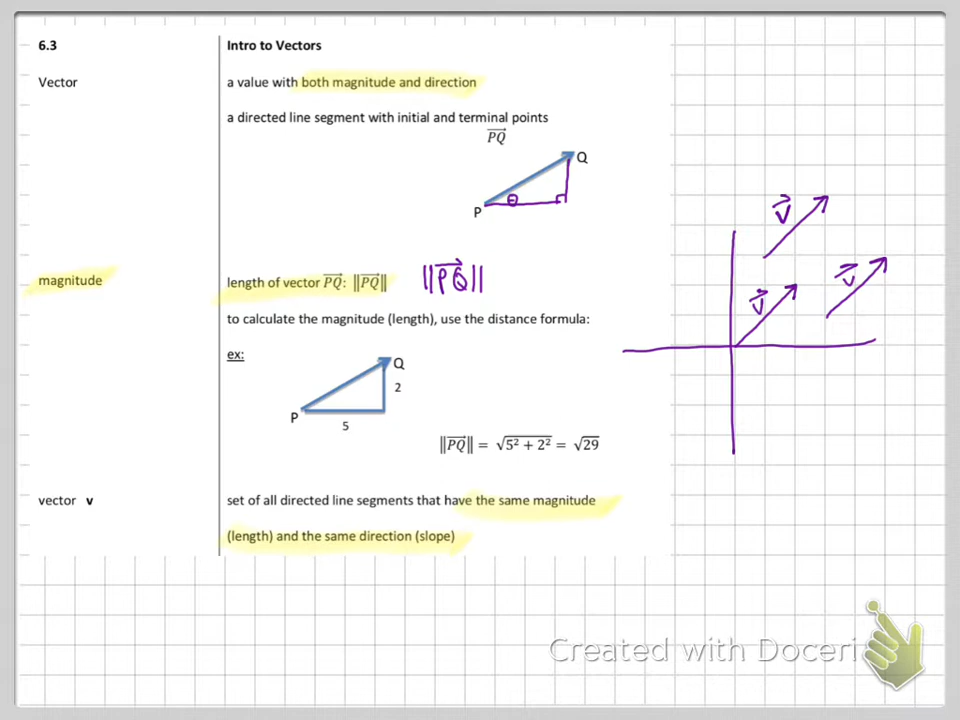 6.3 Intro to Vectors
Vector a value with both magnitude and direction
a directed line segment with initial and terminal points
PQ⃗
Q
θ
P
v⃗
magnitude length of vector PQ⃗: ‖PQ⃗‖ ‖PQ⃗‖
v⃗
v⃗
to calculate the magnitude (length), use the distance formula:
ex:
Q
2
P
5
‖PQ⃗‖ = √5² + 2² = √29
vector v set of all directed line segments that have the same magnitude
(length) and the same direction (slope)
Created with Doceri